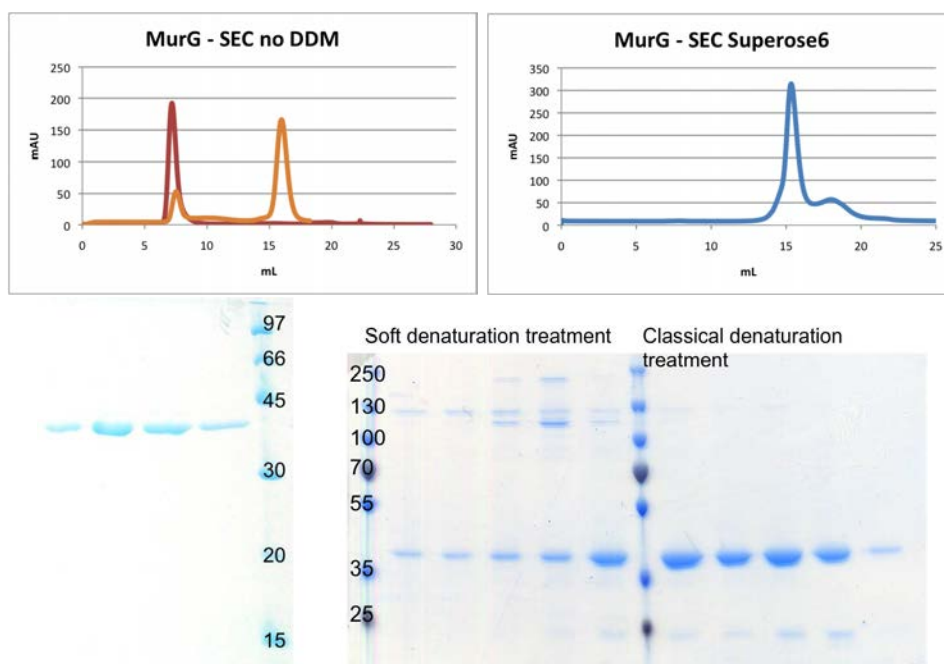 MurG - SEC no DDM
250
200
150
100
50
0
mAU
0 5 10 15 20 25 30
mL
MurG - SEC Superose6
350
300
250
200
150
100
50
0
mAU
0 5 10 15 20 25
mL
97
66
45
30
20
15
Soft denaturation treatment
Classical denaturation
treatment
250
130
100
70
55
35
25